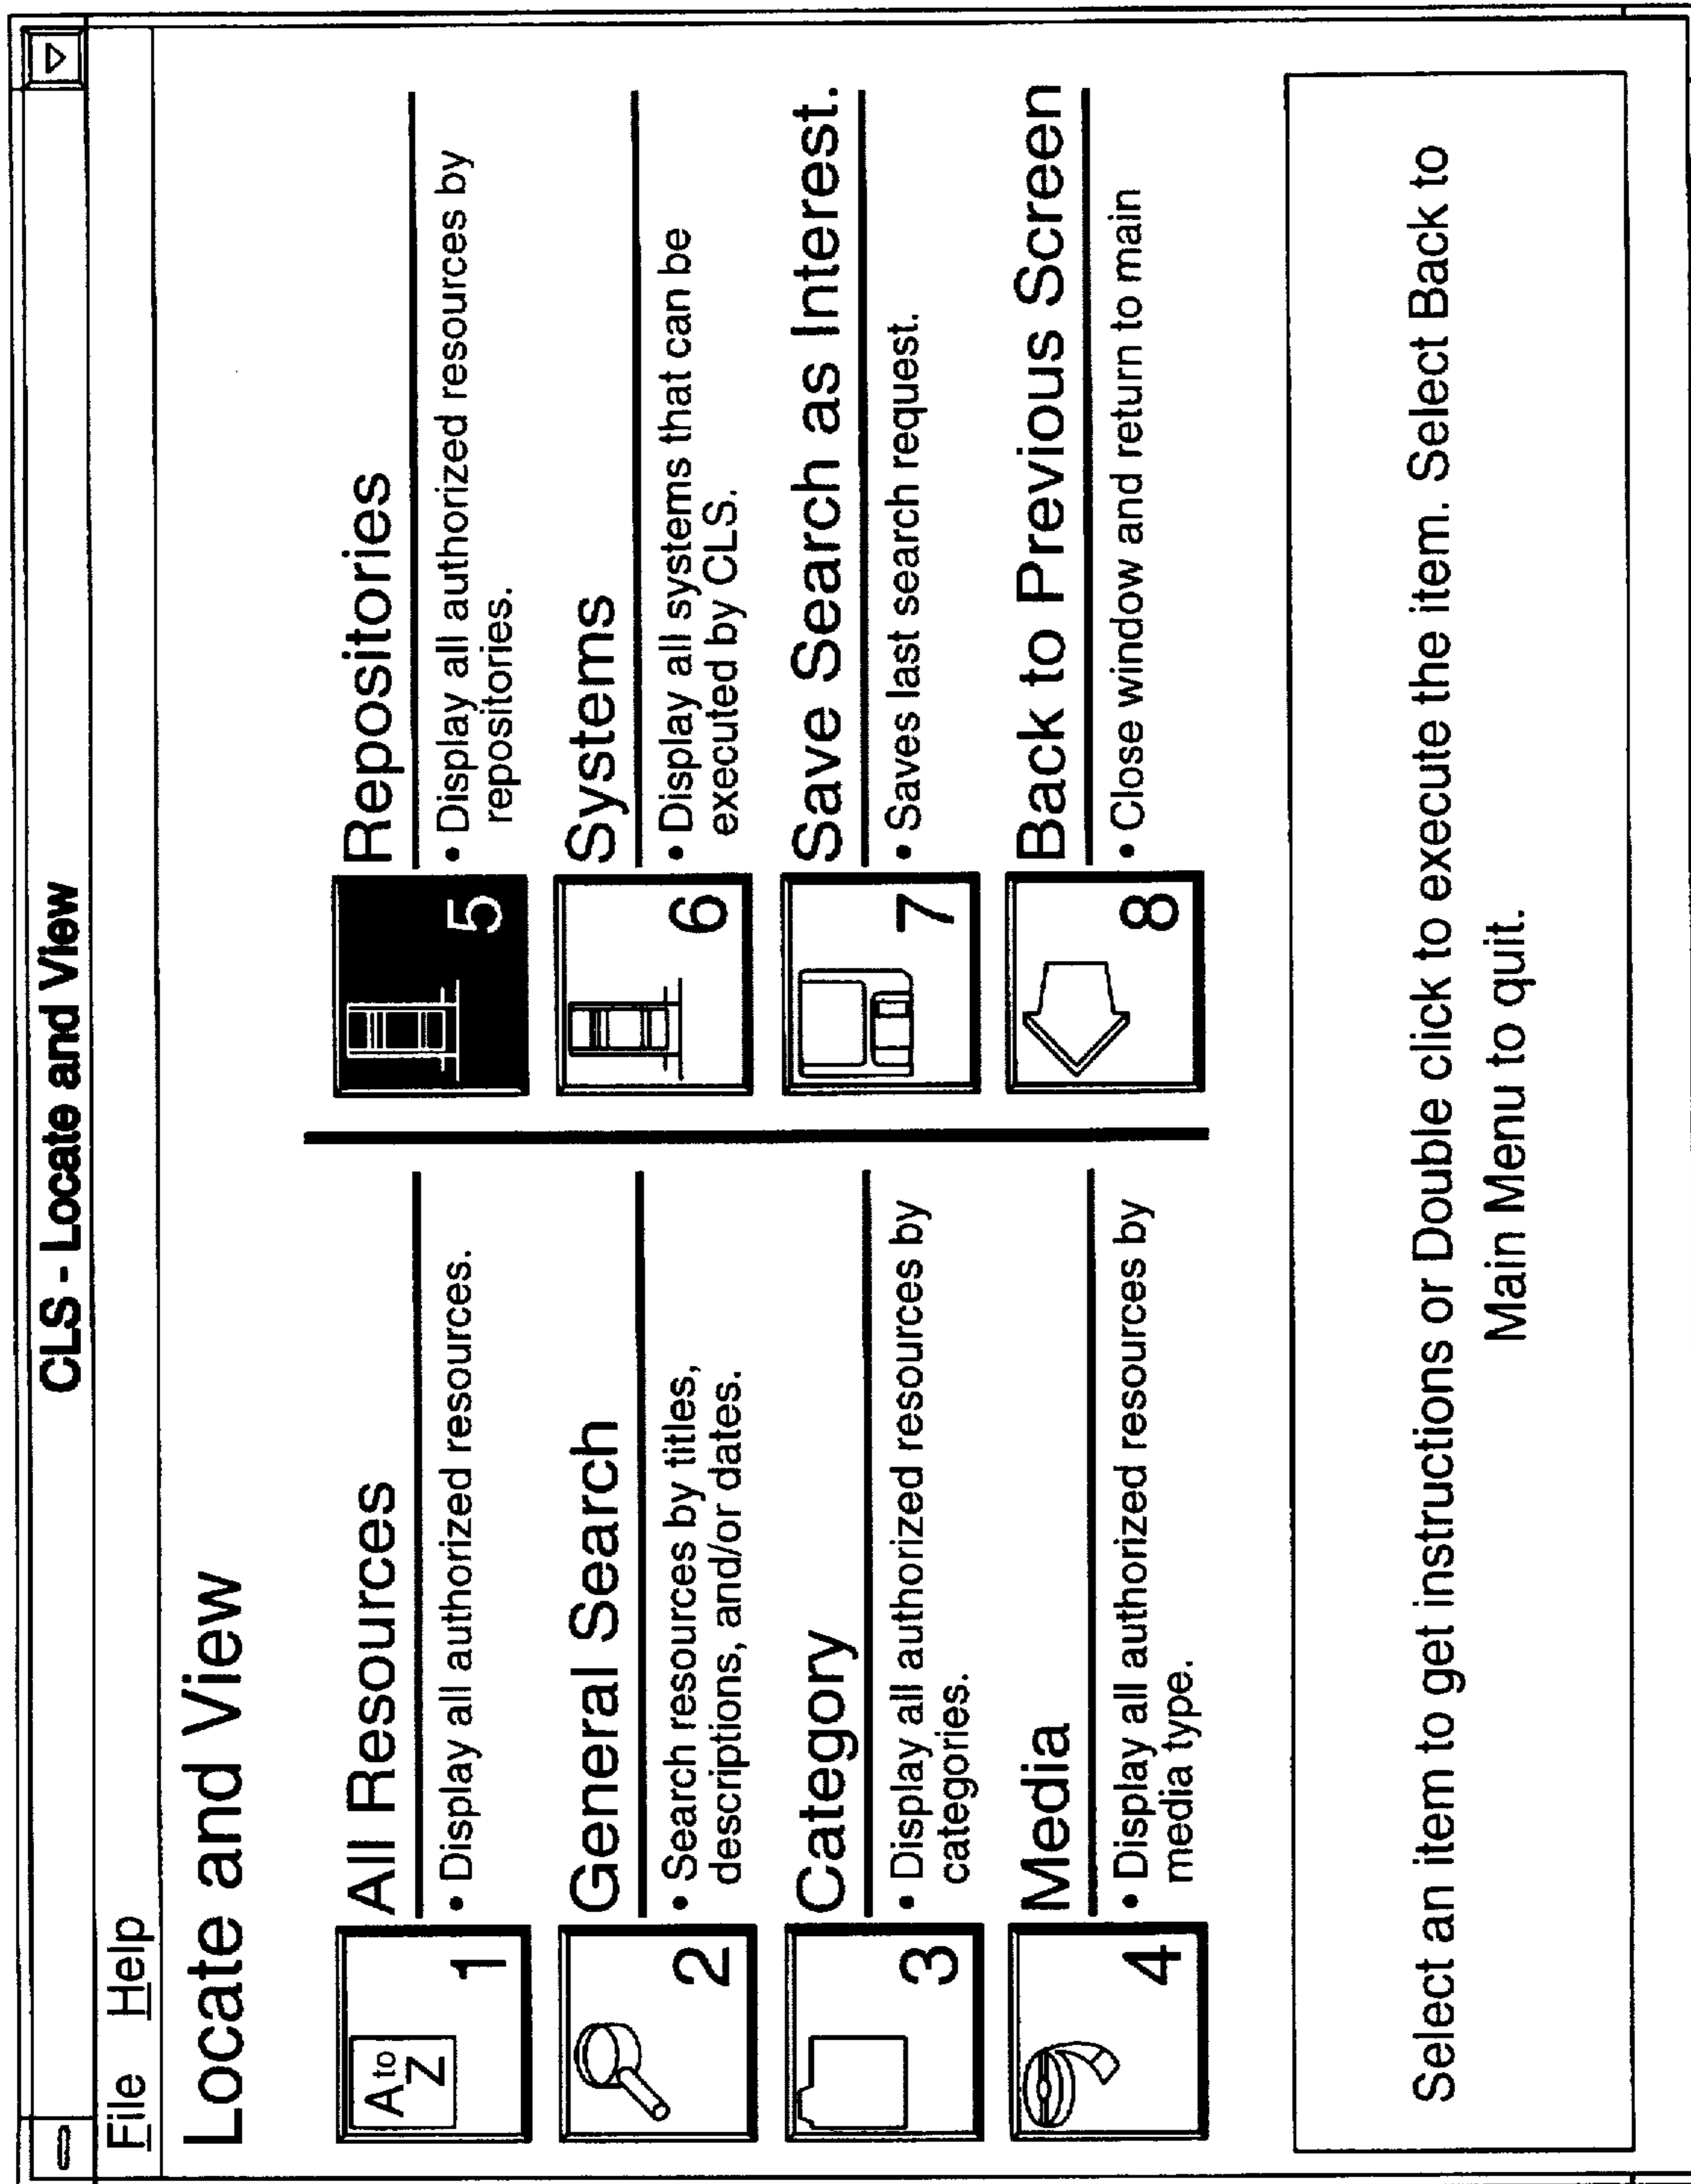 CLS - Locate and View
File Help
Locate and View
A to
Z
1
All Resources
• Display all authorized resources.
2
General Search
• Search resources by titles,
descriptions, and/or dates.
3
Category
• Display all authorized resources by
categories.
4
Media
• Display all authorized resources by
media type.
5
Repositories
• Display all authorized resources by
repositories.
6
Systems
• Display all systems that can be
executed by CLS.
7
Save Search as Interest.
• Saves last search request.
8
Back to Previous Screen
• Close window and return to main
Select an item to get instructions or Double click to execute the item. Select Back to
Main Menu to quit.